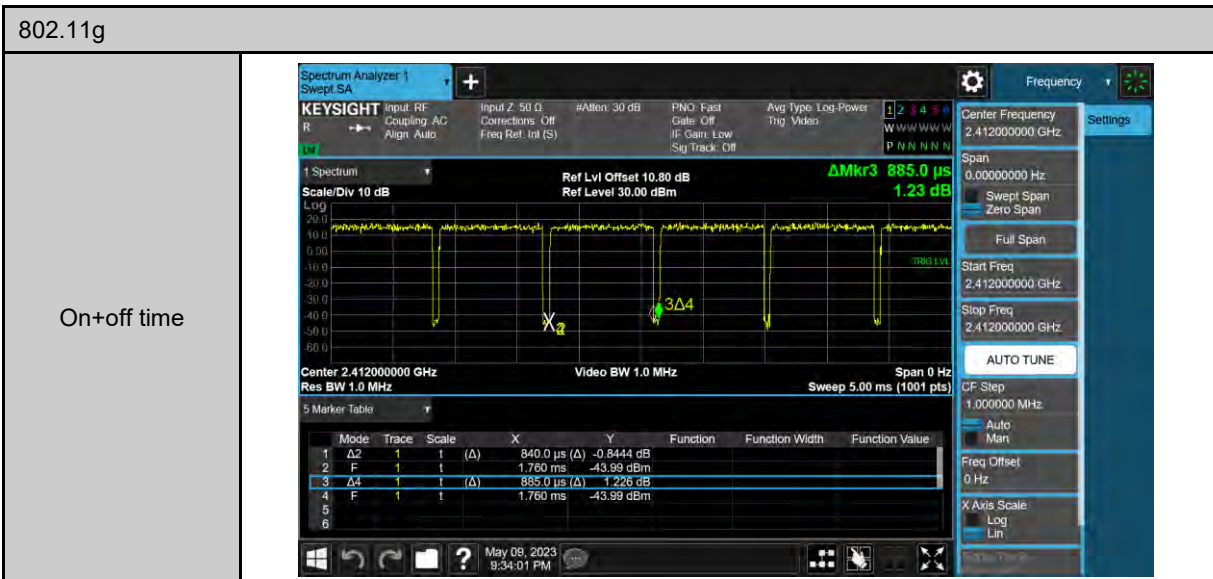 802.11g
On+off time
Spectrum Analyzer 1
Swept SA
Frequency
KEYSIGHT
R
Input: RF
Coupling: AC
Align: Auto
Input Z: 50 Ω
Corrections: Off
Freq Ref: Int (S)
#Atten: 30 dB
PNO: Fast
Gate: Off
IF Gain: Low
Sig Track: Off
Avg Type: Log-Power
Trig: Video
1 2 3 4 5 6
W W W W W W
P N N N N N
1 Spectrum
Scale/Div 10 dB
Ref Lvl Offset 10.80 dB
Ref Level 30.00 dBm
ΔMkr3 885.0 µs
1.23 dB
Log
20.0
10.0
0.00
-10.0
-20.0
-30.0
-40.0
-50.0
-60.0
TRIG LVL
3Δ4
Center 2.412000000 GHz
Res BW 1.0 MHz
Video BW 1.0 MHz
Span 0 Hz
Sweep 5.00 ms (1001 pts)
5 Marker Table
Mode Trace Scale X Y Function Function Width Function Value
1 Δ2 1 t (Δ) 840.0 µs (Δ) -0.8444 dB
2 F 1 t 1.760 ms -43.99 dBm
3 Δ4 1 t (Δ) 885.0 µs (Δ) 1.226 dB
4 F 1 t 1.760 ms -43.99 dBm
5
6
May 09, 2023
9:34:01 PM
Center Frequency
2.412000000 GHz
Settings
Span
0.00000000 Hz
Swept Span
Zero Span
Full Span
Start Freq
2.412000000 GHz
Stop Freq
2.412000000 GHz
AUTO TUNE
CF Step
1.000000 MHz
Auto
Man
Freq Offset
0 Hz
X Axis Scale
Log
Lin